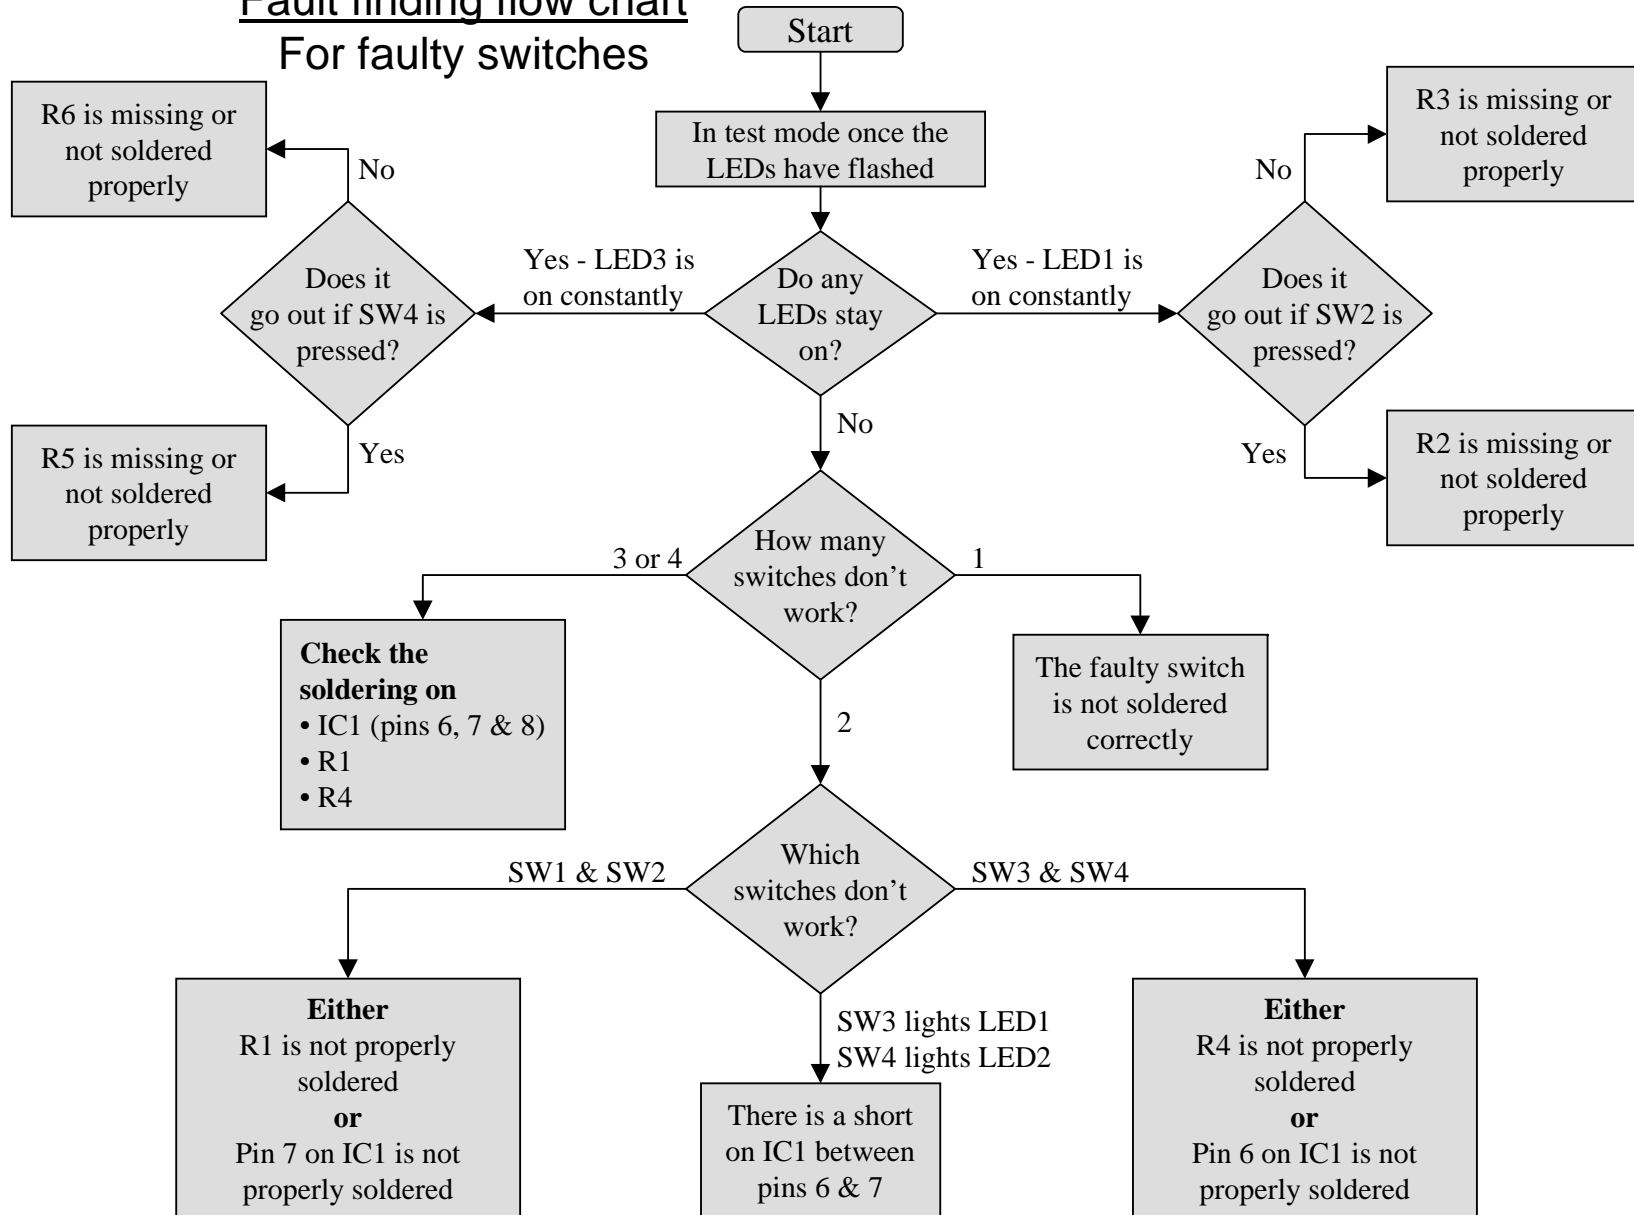 Fault finding flow chart
For faulty switches
Start
In test mode once the
LEDs have flashed
R6 is missing or
not soldered
properly
No
R3 is missing or
not soldered
properly
No
Does it
go out if SW4 is
pressed?
Yes - LED3 is
on constantly
Do any
LEDs stay
on?
Yes - LED1 is
on constantly
Does it
go out if SW2 is
pressed?
R5 is missing or
not soldered
properly
Yes
No
Yes
R2 is missing or
not soldered
properly
How many
switches don’t
work?
3 or 4
1
Check the
soldering on
• IC1 (pins 6, 7 & 8)
• R1
• R4
2
The faulty switch
is not soldered
correctly
Which
switches don’t
work?
SW1 & SW2
SW3 & SW4
Either
R1 is not properly
soldered
or
Pin 7 on IC1 is not
properly soldered
SW3 lights LED1
SW4 lights LED2
There is a short
on IC1 between
pins 6 & 7
Either
R4 is not properly
soldered
or
Pin 6 on IC1 is not
properly soldered